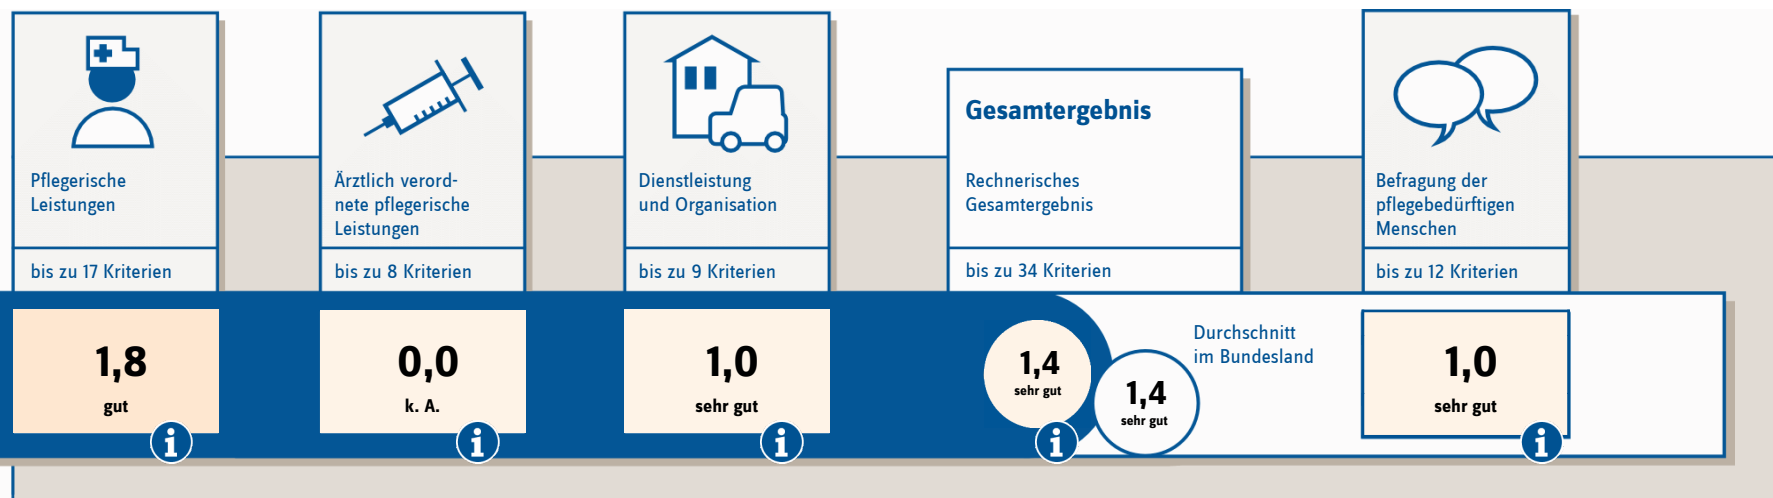 Pflegerische
Leistungen
bis zu 17 Kriterien
1,8
gut
Ärztlich verord-
nete pflegerische
Leistungen
bis zu 8 Kriterien
0,0
k. A.
Dienstleistung
und Organisation
bis zu 9 Kriterien
1,0
sehr gut
Gesamtergebnis
Rechnerisches
Gesamtergebnis
bis zu 34 Kriterien
1,4
sehr gut
1,4
sehr gut
Durchschnitt
im Bundesland
Befragung der
pflegebedürftigen
Menschen
bis zu 12 Kriterien
1,0
sehr gut